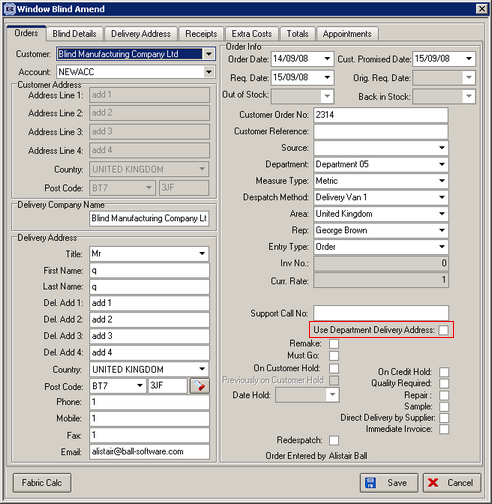 Window Blind Amend
Orders Blind Details Delivery Address Receipts Extra Costs Totals Appointments
Customer: Blind Manufacturing Company Ltd
Account: NEWACC
Customer Address
Address Line 1: add 1
Address Line 2: add 2
Address Line 3: add 3
Address Line 4: add 4
Country: UNITED KINGDOM
Post Code: BT7 3JF
Delivery Company Name
Blind Manufacturing Company Lt
Delivery Address
Title: Mr
First Name: q
Last Name: q
Del. Add 1: add 1
Del. Add 2: add 2
Del. Add 3: add 3
Del. Add 4: add 4
Country: UNITED KINGDOM
Post Code: BT7 3JF
Phone: 1
Mobile: 1
Fax: 1
Email: alistair@ball-software.com
Order Info
Order Date: 14/09/08 Cust. Promised Date: 15/09/08
Req. Date: 15/09/08 Orig. Req. Date:
Out of Stock: Back in Stock:
Customer Order No: 2314
Customer Reference:
Source:
Department: Department 05
Measure Type: Metric
Despatch Method: Delivery Van 1
Area: United Kingdom
Rep: George Brown
Entry Type: Order
Inv No.: 0
Curr. Rate: 1
Support Call No:
Use Department Delivery Address:
Remake:
Must Go:
On Customer Hold: On Credit Hold:
Previously on Customer Hold: Quality Required:
Date Hold: Repair :
Sample:
Direct Delivery by Supplier:
Immediate Invoice:
Redespatch:
Order Entered by Alistair Ball
Fabric Calc Save Cancel